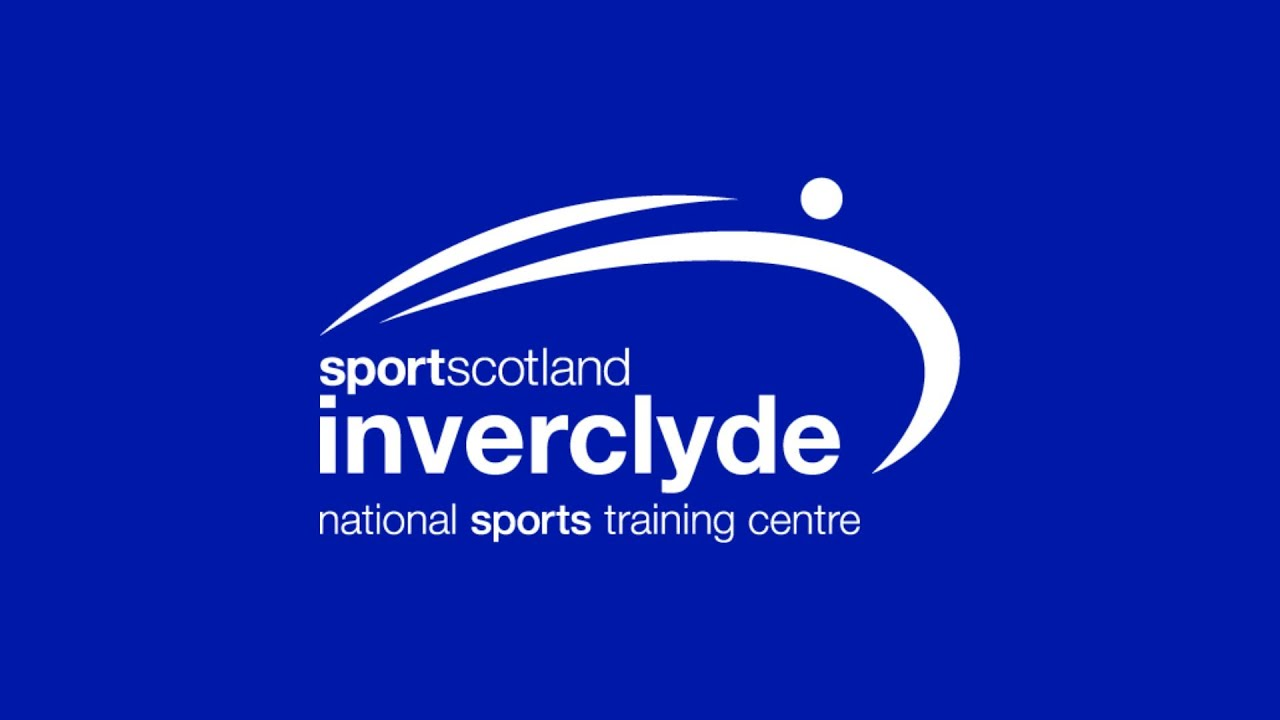 sportscotland
inverclyde
national sports training centre